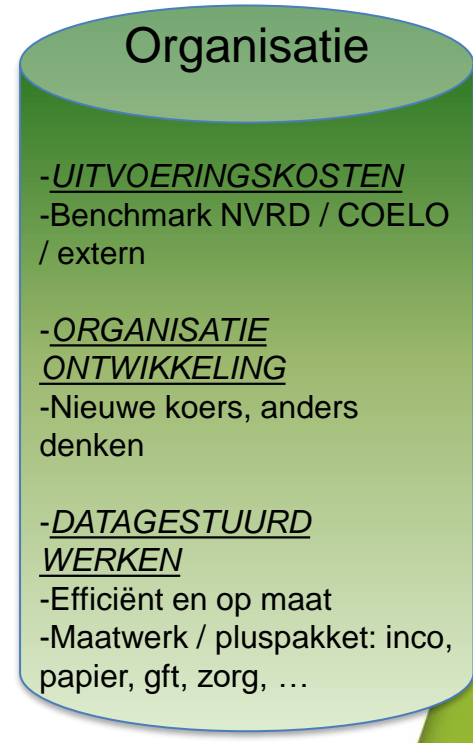 Organisatie
-UITVOERINGSKOSTEN
-Benchmark NVRD / COELO
/ extern
-ORGANISATIE
ONTWIKKELING
-Nieuwe koers, anders
denken
-DATAGESTUURD
WERKEN
-Efficiënt en op maat
-Maatwerk / pluspakket: inco,
papier, gft, zorg, …